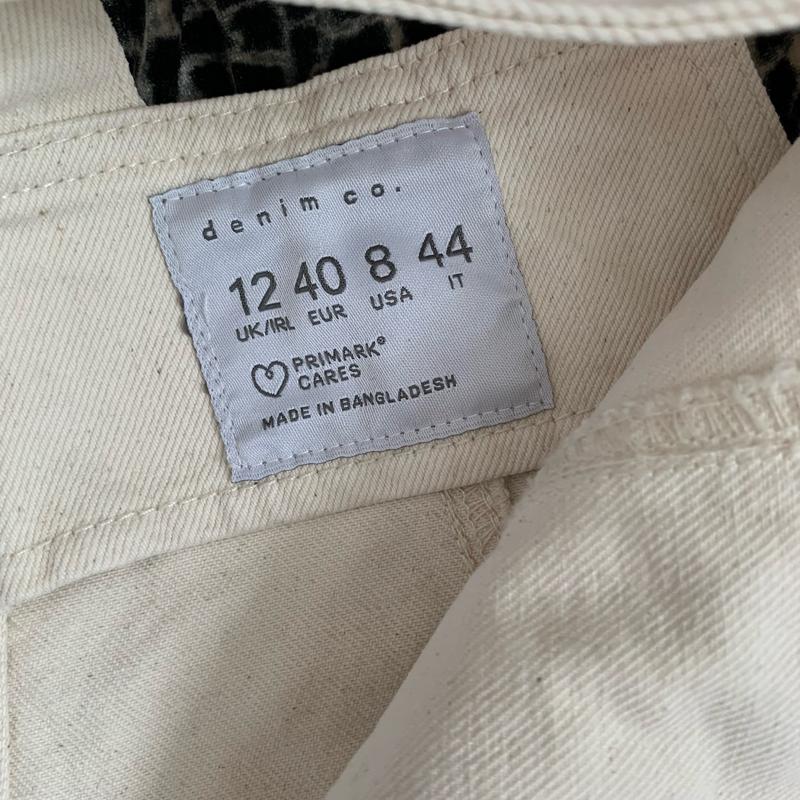 denim co.
12 40 8 44
UK/IRL EUR USA IT
PRIMARK®
CARES
MADE IN BANGLADESH